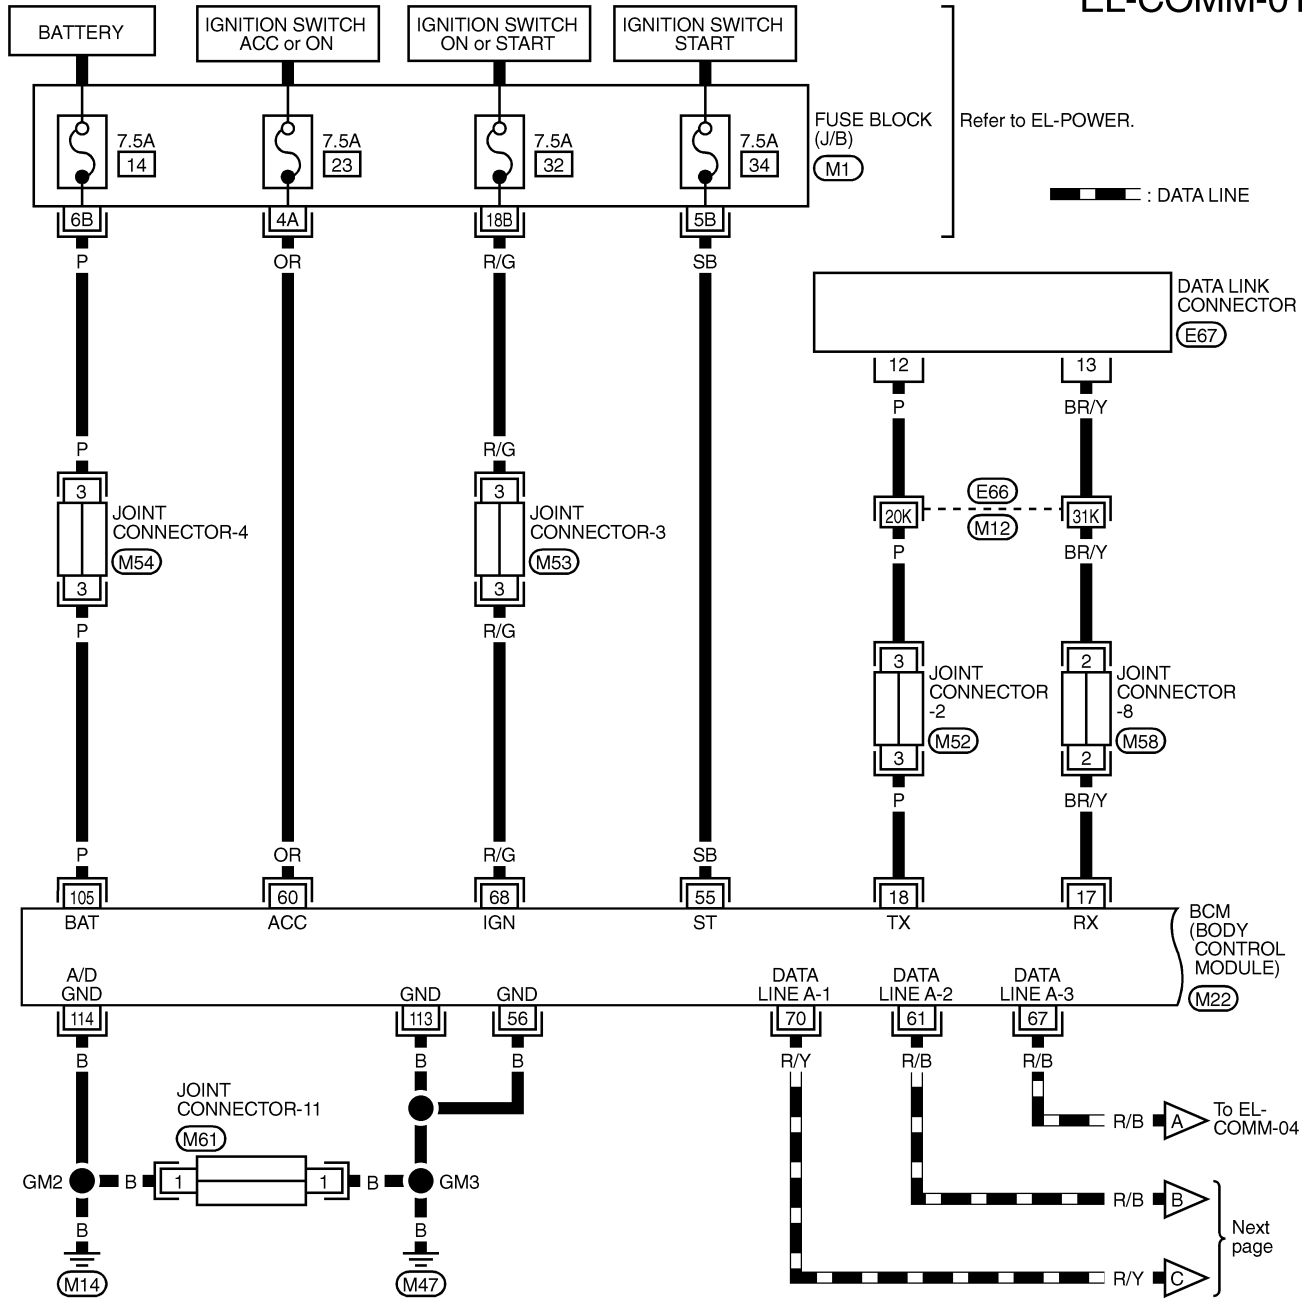 EL-COMM-01
BATTERY
IGNITION SWITCH
ACC or ON
IGNITION SWITCH
ON or START
IGNITION SWITCH
START
7.5A
14
7.5A
23
7.5A
32
7.5A
34
FUSE BLOCK
(J/B)
M1
Refer to EL-POWER.
: DATA LINE
6B
4A
18B
5B
P
OR
R/G
SB
DATA LINK
CONNECTOR
E67
12
13
P
BR/Y
P
R/G
3
JOINT
CONNECTOR-4
M54
3
P
3
JOINT
CONNECTOR-3
M53
3
R/G
20K
E66
M12
31K
P
BR/Y
3
JOINT
CONNECTOR
-2
M52
3
2
JOINT
CONNECTOR
-8
M58
2
P
BR/Y
P
OR
R/G
SB
105
60
68
55
18
17
BAT
ACC
IGN
ST
TX
RX
BCM
(BODY
CONTROL
MODULE)
M22
A/D
GND
GND
GND
DATA
LINE A-1
DATA
LINE A-2
DATA
LINE A-3
114
113
56
70
61
67
B
B
B
R/Y
R/B
R/B
JOINT
CONNECTOR-11
M61
R/B
A
To EL-
COMM-04
GM2
B
1
1
B
GM3
R/B
B
B
B
Next
page
M14
M47
R/Y
C